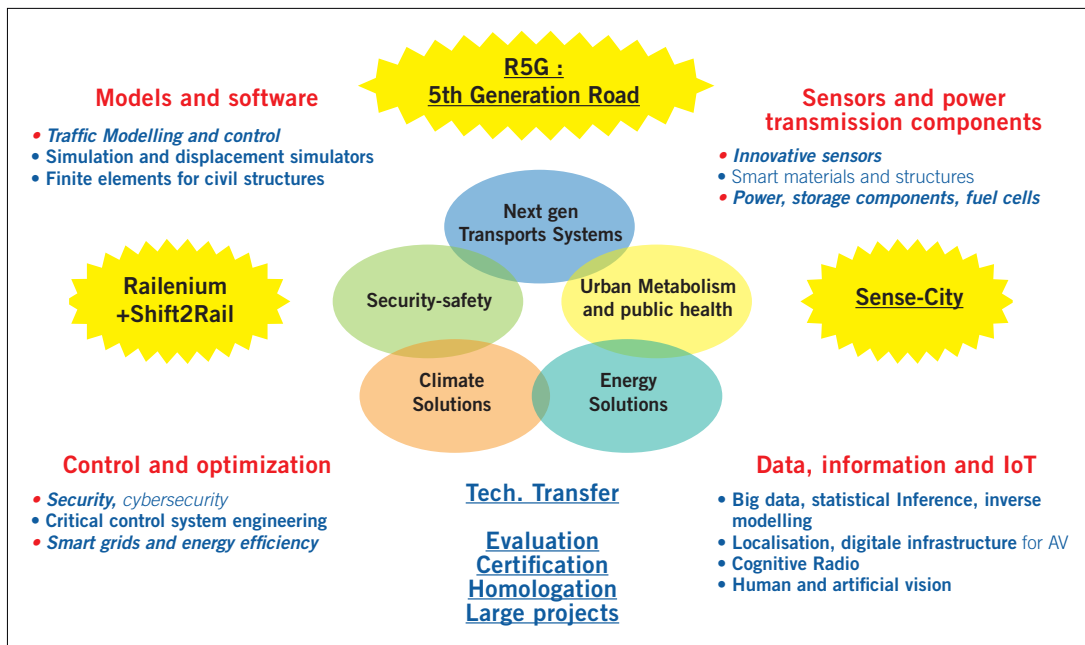 R5G :
5th Generation Road
Models and software
• Traffic Modelling and control
• Simulation and displacement simulators
• Finite elements for civil structures
Sensors and power
transmission components
• Innovative sensors
• Smart materials and structures
• Power, storage components, fuel cells
Next gen
Transports Systems
Railenium
+Shift2Rail
Security-safety
Urban Metabolism
and public health
Sense-City
Climate
Solutions
Energy
Solutions
Control and optimization
• Security, cybersecurity
• Critical control system engineering
• Smart grids and energy efficiency
Tech. Transfer
Evaluation
Certification
Homologation
Large projects
Data, information and IoT
• Big data, statistical Inference, inverse
modelling
• Localisation, digitale infrastructure for AV
• Cognitive Radio
• Human and artificial vision